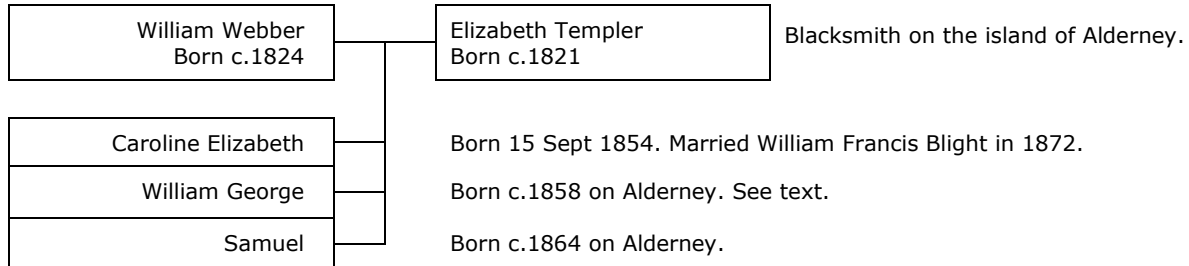 William Webber
Born c.1824
Elizabeth Templer
Born c.1821
Blacksmith on the island of Alderney.
Caroline Elizabeth
Born 15 Sept 1854. Married William Francis Blight in 1872.
William George
Born c.1858 on Alderney. See text.
Samuel
Born c.1864 on Alderney.